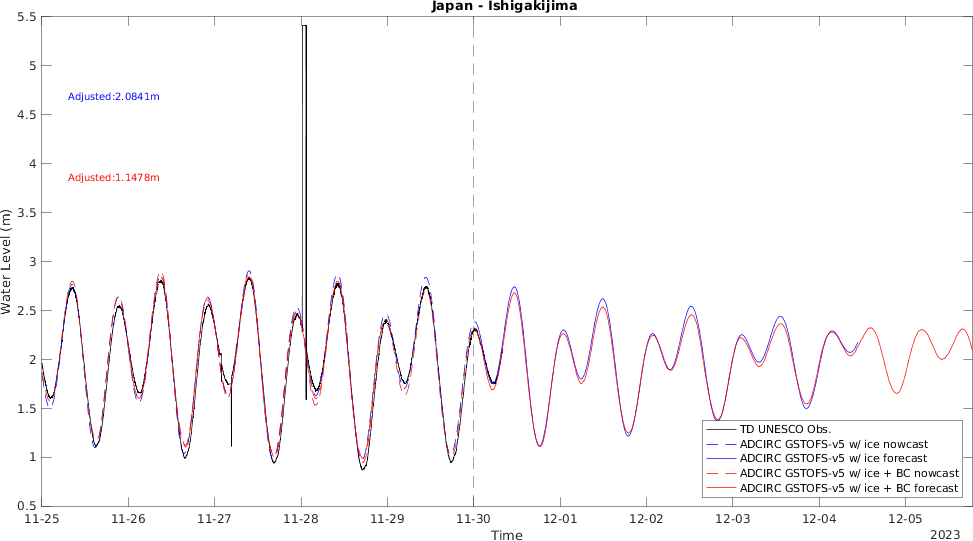 Japan - Ishigakijima
5.5
5
4.5
4
3.5
3
2.5
2
1.5
1
0.5
Water Level (m)
Adjusted:2.0841m
Adjusted:1.1478m
TD UNESCO Obs.
ADCIRC GSTOFS-v5 w/ ice nowcast
ADCIRC GSTOFS-v5 w/ ice forecast
ADCIRC GSTOFS-v5 w/ ice + BC nowcast
ADCIRC GSTOFS-v5 w/ ice + BC forecast
11-25 11-26 11-27 11-28 11-29 11-30 12-01 12-02 12-03 12-04 12-05
Time
2023